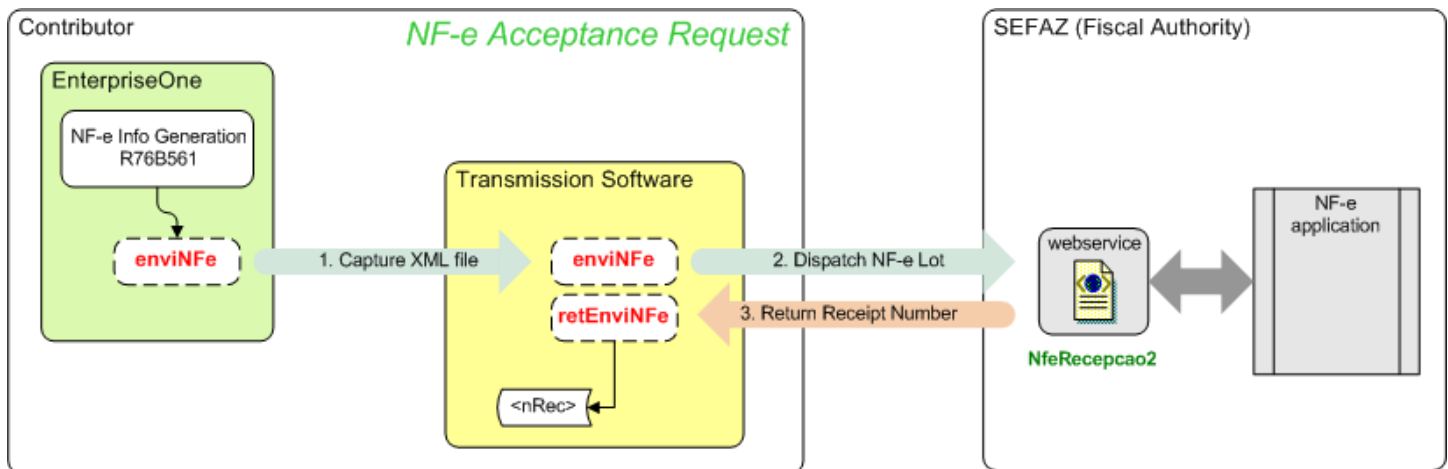 Contributor
NF-e Acceptance Request
EnterpriseOne
NF-e Info Generation
R76B561
enviNFe
1. Capture XML file
Transmission Software
enviNFe
retEnviNFe
<nRec>
2. Dispatch NF-e Lot
3. Return Receipt Number
SEFAZ (Fiscal Authority)
webservice
NfeRecepcao2
NF-e
application